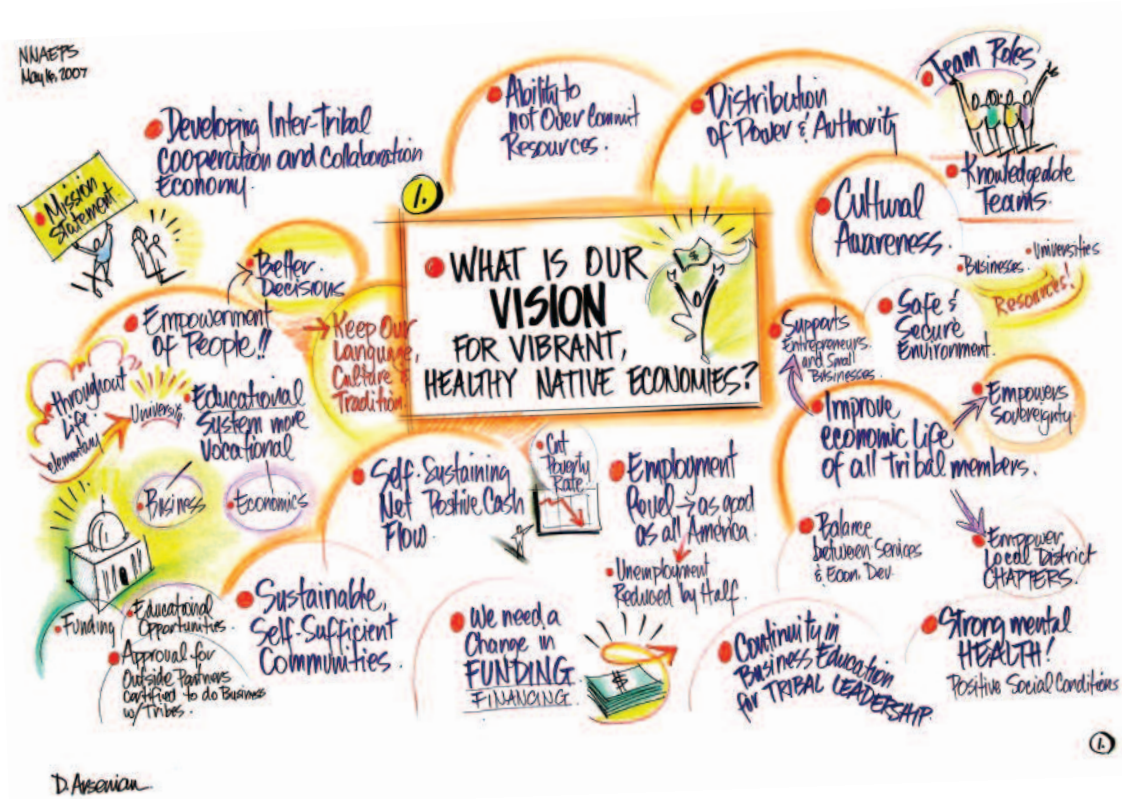 NNAEPS
May 16, 2007
• Developing Inter-Tribal
Cooperation and Collaboration
Economy.
• Ability to
not Over Commit
Resources.
• Distribution
of Power & Authority
• Team Roles
• Mission
Statement
1.
• WHAT IS OUR
VISION
FOR VIBRANT,
HEALTHY NATIVE ECONOMIES?
$
• Cultural
Awareness.
• Knowledgeable
Teams.
• Businesses.
• Universities
Resources!
• Better
Decisions
• Empowerment
of People!!
→ Keep Our
Language,
Culture &
Tradition.
• Supports
Entrepreneurs
and Small
Businesses.
• Safe &
Secure
Environment.
• Throughout
Life
elementary
University
• Educational
System more
Vocational
• Business
• Economics
• Improve
economic Life
of all Tribal members.
• Empowers
Sovereignty
• Self-Sustaining
Net Positive Cash
Flow.
• Cut
Poverty
Rate
• Employment
Level → as good
as all America.
• Unemployment
Reduced by Half.
• Balance
between Services
& Econ. Dev.
• Empower
Local District
CHAPTERS.
• Funding
• Educational
Opportunities.
• Approval for
Outside Partners
Certified to do Business
w/Tribes.
• Sustainable,
Self-Sufficient
Communities.
• We need a
Change in
FUNDING
FINANCING.
$
• Continuity in
Business Education
for TRIBAL LEADERSHIP.
• Strong mental
HEALTH!
Positive Social Conditions
1.
D. Arsenian